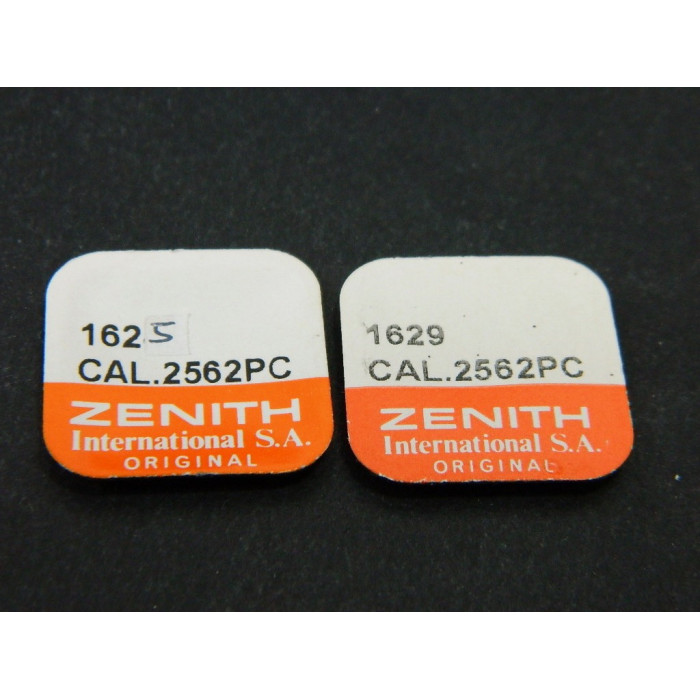 1625
CAL.2562PC
ZENITH
International S.A.
ORIGINAL
1629
CAL.2562PC
ZENITH
International S.A.
ORIGINAL